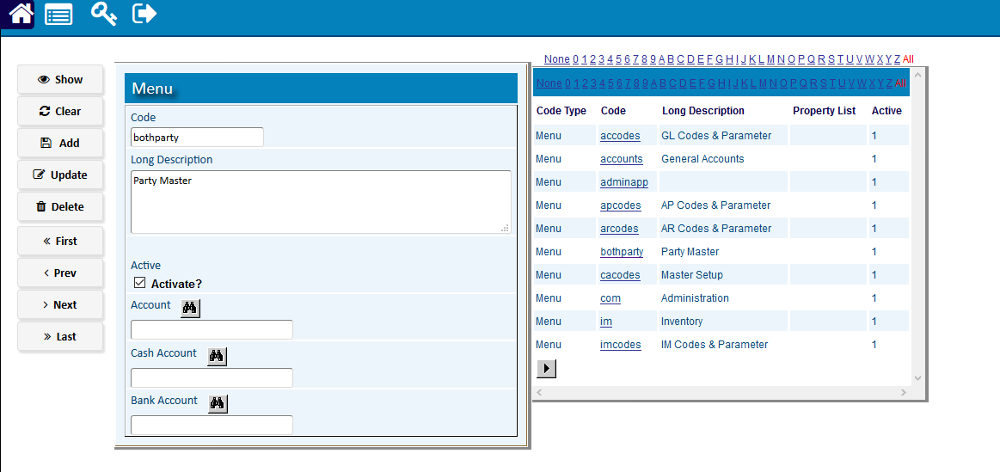 None 0 1 2 3 4 5 6 7 8 9 A B C D E F G H I J K L M N O P Q R S T U V W X Y Z All
Show
Clear
Add
Update
Delete
First
Prev
Next
Last
Menu
Code
bothparty
Long Description
Party Master
Active
Activate?
Account
Cash Account
Bank Account
None 0 1 2 3 4 5 6 7 8 9 A B C D E F G H I J K L M N O P Q R S T U V W X Y Z All
Code Type Code Long Description Property List Active
Menu accodes GL Codes & Parameter 1
Menu accounts General Accounts 1
Menu adminapp 1
Menu apcodes AP Codes & Parameter 1
Menu arcodes AR Codes & Parameter 1
Menu bothparty Party Master 1
Menu cacodes Master Setup 1
Menu com Administration 1
Menu im Inventory 1
Menu imcodes IM Codes & Parameter 1